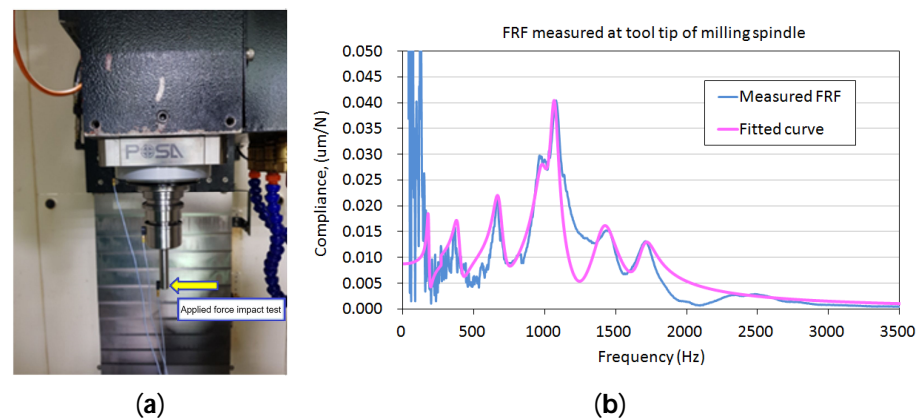 POSA
Applied force impact test
(a)
FRF measured at tool tip of milling spindle
Compliance, (um/N)
0.050
0.045
0.040
0.035
0.030
0.025
0.020
0.015
0.010
0.005
0.000
Measured FRF
Fitted curve
0 500 1000 1500 2000 2500 3000 3500
Frequency (Hz)
(b)